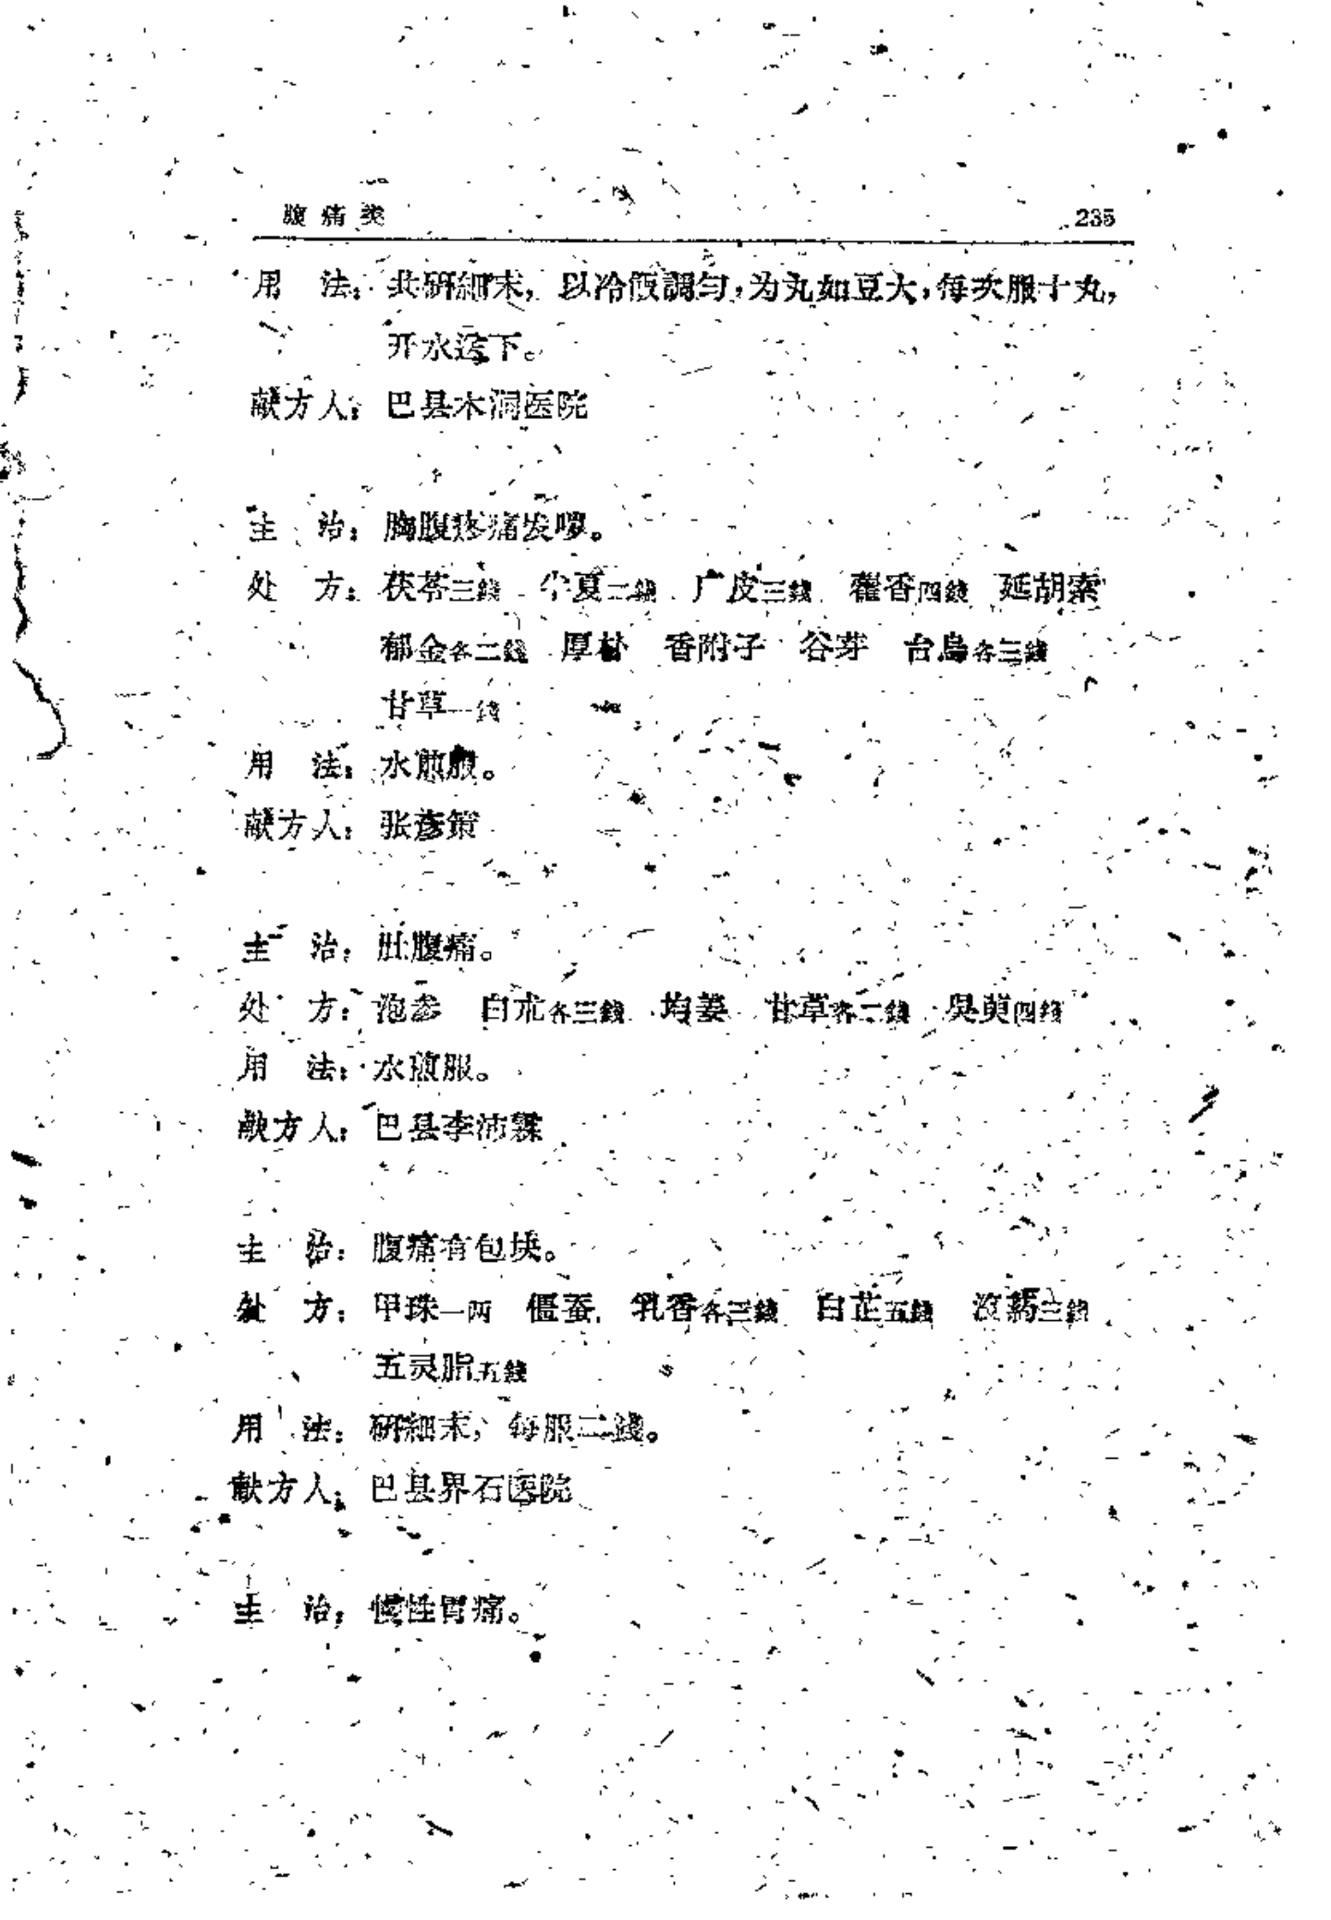 腹痛类 235
用 法：共研細末，以冷飯調匀，为丸如豆大，每次服十丸，
开水送下。
献方人：巴县木洞医院
主 治：胸腹疼痛发嘔。
处 方：茯苓三錢 半夏二錢 广皮三錢 藿香四錢 延胡索
郁金各二錢 厚朴 香附子 谷芽 台烏各三錢
甘草一錢
用 法：水煎服。
献方人：张彦策
主 治：肚腹痛。
处 方：泡参 白朮各三錢 均姜 甘草各二錢 吳萸四錢
用 法：水煎服。
献方人：巴县李沛霖
主 治：腹痛有包块。
处 方：甲珠一两 僵蚕 乳香各三錢 白芷五錢 没药三錢
五灵脂五錢
用 法：研細末，每服二錢。
献方人：巴县界石医院
主 治：慢性胃痛。